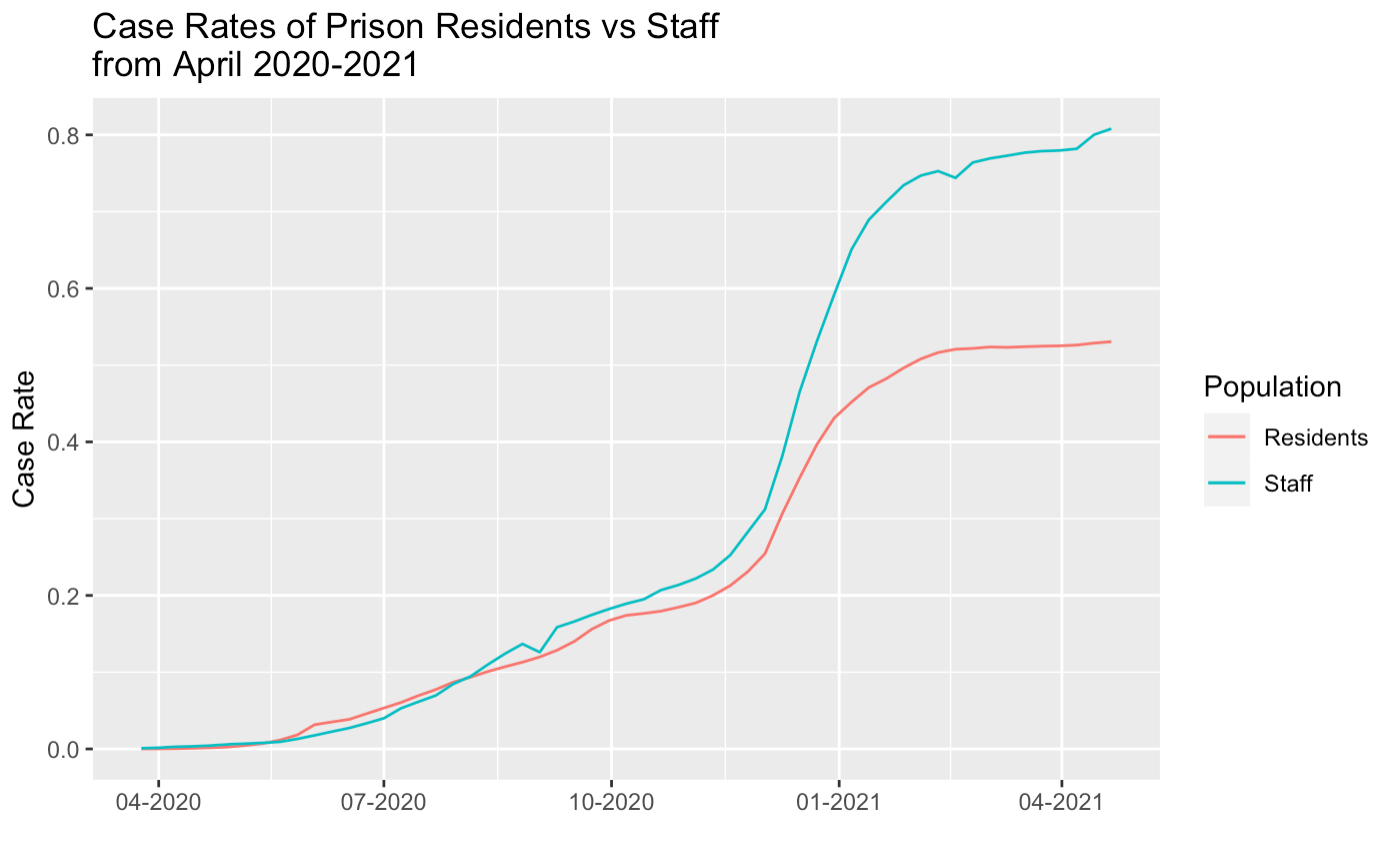 Case Rates of Prison Residents vs Staff
from April 2020-2021
Case Rate
0.8
0.6
0.4
0.2
0.0
04-2020
07-2020
10-2020
01-2021
04-2021
Population
Residents
Staff